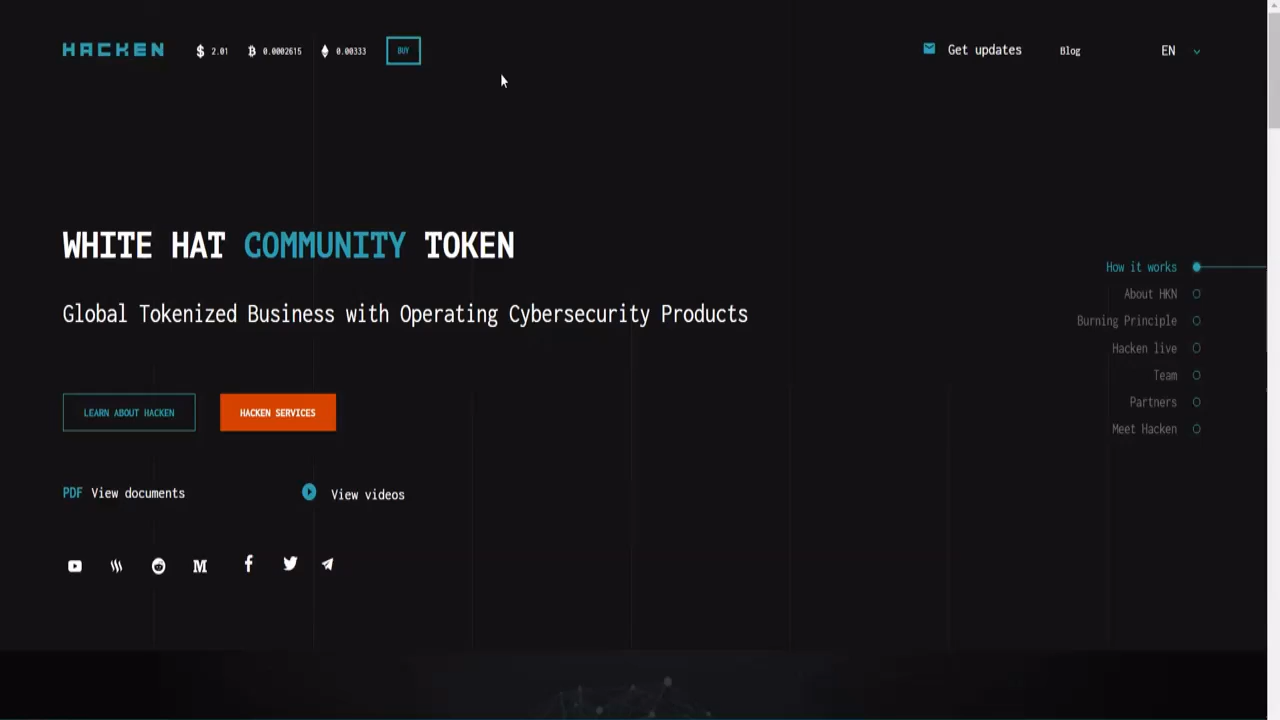 HACKEN $ 2.01 0.0002615 0.00333 BUY Get updates Blog EN
WHITE HAT COMMUNITY TOKEN
Global Tokenized Business with Operating Cybersecurity Products
How it works
About HKN
Burning Principle
Hacken live
Team
Partners
Meet Hacken
LEARN ABOUT HACKEN HACKEN SERVICES
PDF View documents View videos